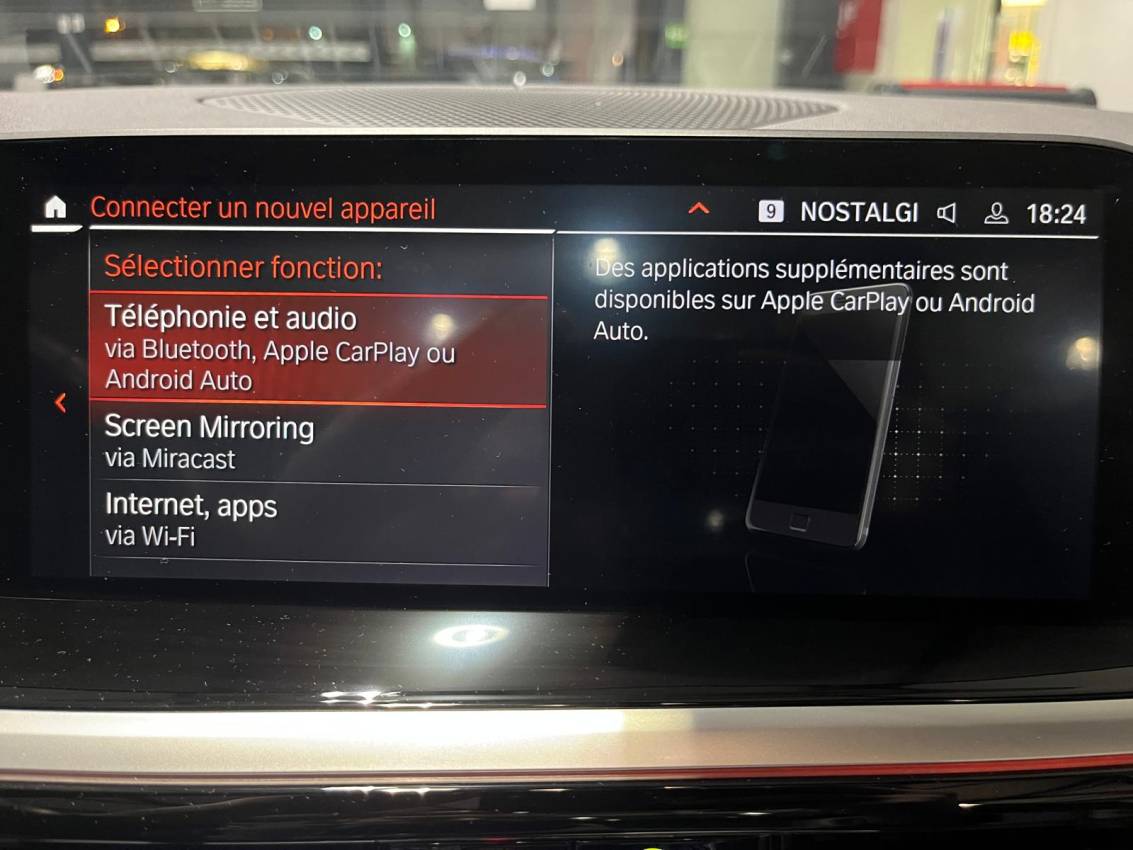 Connecter un nouvel appareil
9 NOSTALGI 18:24
Sélectionner fonction:
Téléphonie et audio
via Bluetooth, Apple CarPlay ou
Android Auto
Screen Mirroring
via Miracast
Internet, apps
via Wi-Fi
Des applications supplémentaires sont
disponibles sur Apple CarPlay ou Android
Auto.